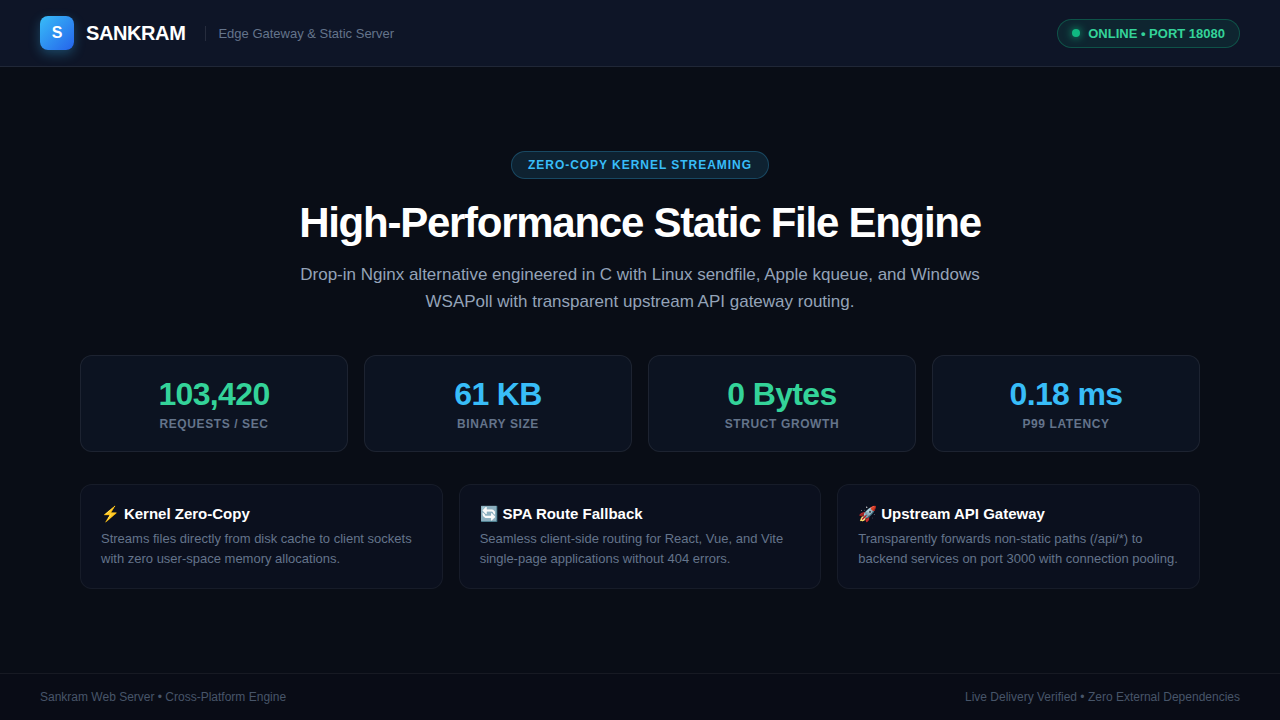 S SANKRAM Edge Gateway & Static Server ONLINE • PORT 18080
ZERO-COPY KERNEL STREAMING
High-Performance Static File Engine
Drop-in Nginx alternative engineered in C with Linux sendfile, Apple kqueue, and Windows
WSAPoll with transparent upstream API gateway routing.
103,420
REQUESTS / SEC
61 KB
BINARY SIZE
0 Bytes
STRUCT GROWTH
0.18 ms
P99 LATENCY
⚡ Kernel Zero-Copy
Streams files directly from disk cache to client sockets
with zero user-space memory allocations.
🔄 SPA Route Fallback
Seamless client-side routing for React, Vue, and Vite
single-page applications without 404 errors.
🚀 Upstream API Gateway
Transparently forwards non-static paths (/api/*) to
backend services on port 3000 with connection pooling.
Sankram Web Server • Cross-Platform Engine
Live Delivery Verified • Zero External Dependencies